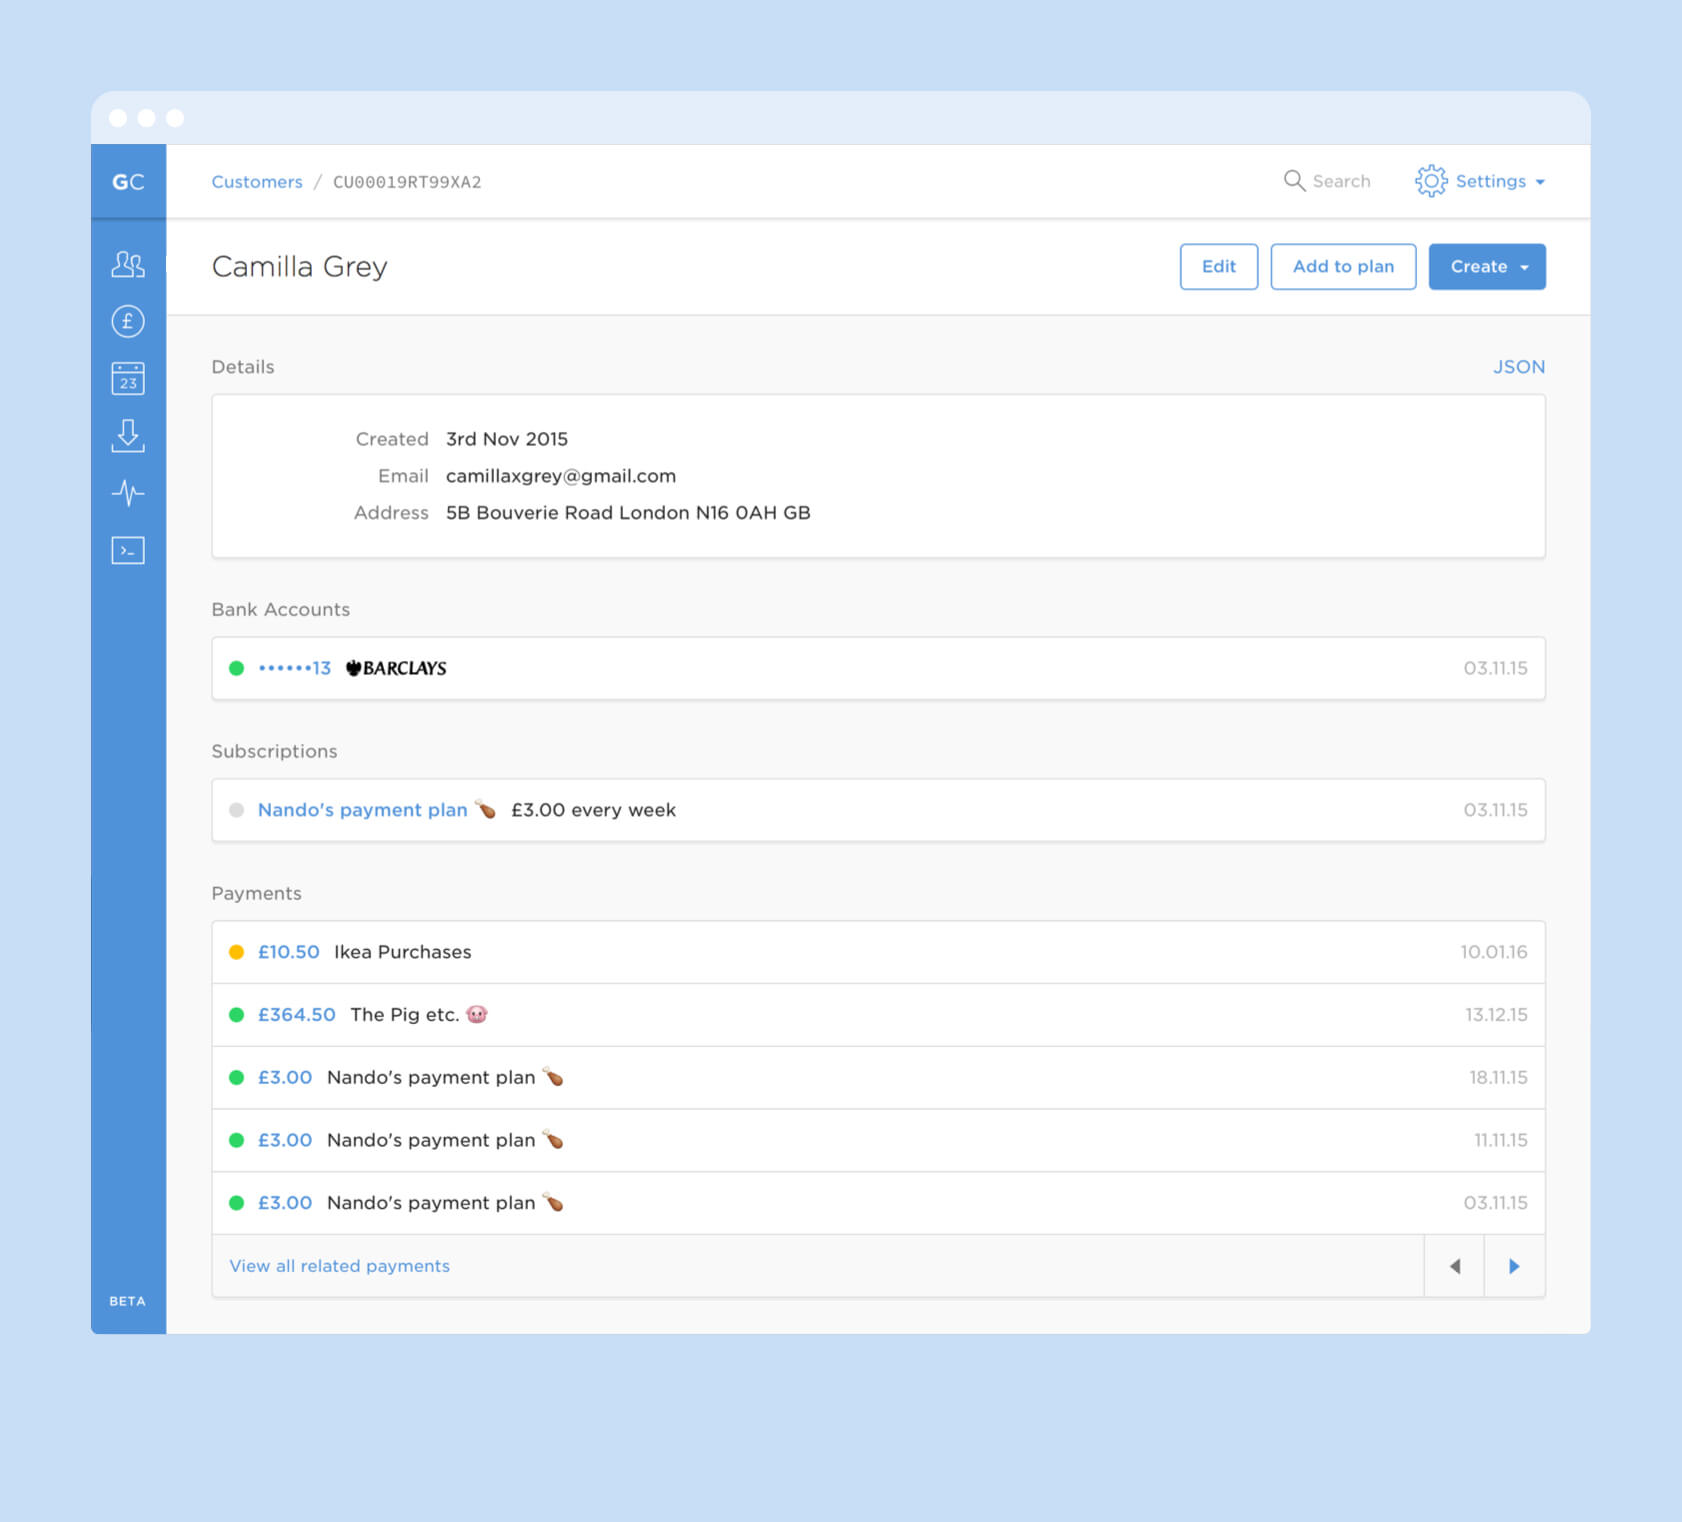 GC
Customers / CU00019RT99XA2
Search
Settings
Camilla Grey
Edit
Add to plan
Create
Details
JSON
Created 3rd Nov 2015
Email camillaxgrey@gmail.com
Address 5B Bouverie Road London N16 0AH GB
23
Bank Accounts
••••••13 BARCLAYS 03.11.15
Subscriptions
Nando's payment plan 🍗 £3.00 every week 03.11.15
Payments
£10.50 Ikea Purchases 10.01.16
£364.50 The Pig etc. 🐷 13.12.15
£3.00 Nando's payment plan 🍗 18.11.15
£3.00 Nando's payment plan 🍗 11.11.15
£3.00 Nando's payment plan 🍗 03.11.15
View all related payments
BETA